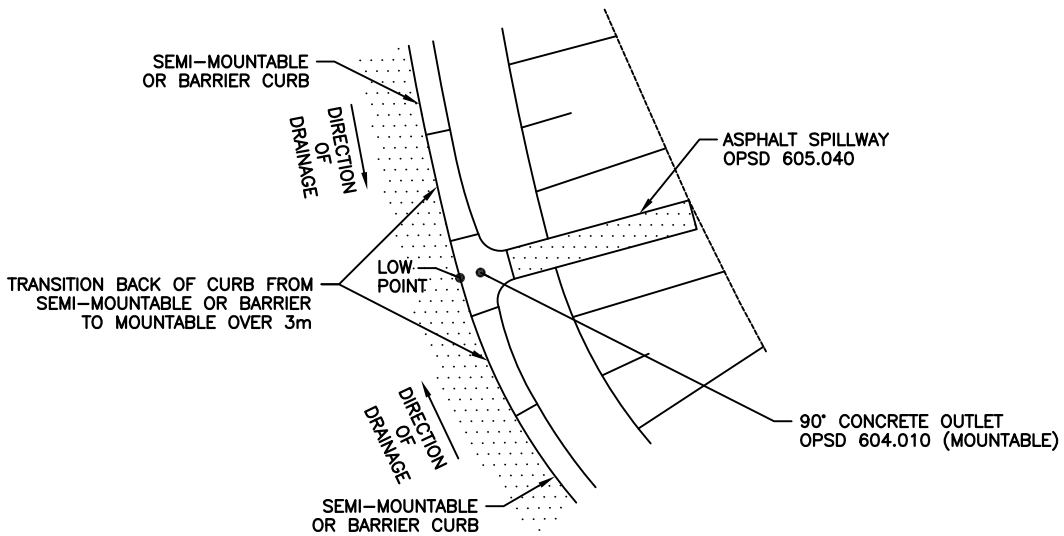 SEMI-MOUNTABLE
OR BARRIER CURB
DIRECTION
OF
DRAINAGE
ASPHALT SPILLWAY
OPSD 605.040
LOW
POINT
TRANSITION BACK OF CURB FROM
SEMI-MOUNTABLE OR BARRIER
TO MOUNTABLE OVER 3m
DIRECTION
OF
DRAINAGE
90° CONCRETE OUTLET
OPSD 604.010 (MOUNTABLE)
SEMI-MOUNTABLE
OR BARRIER CURB